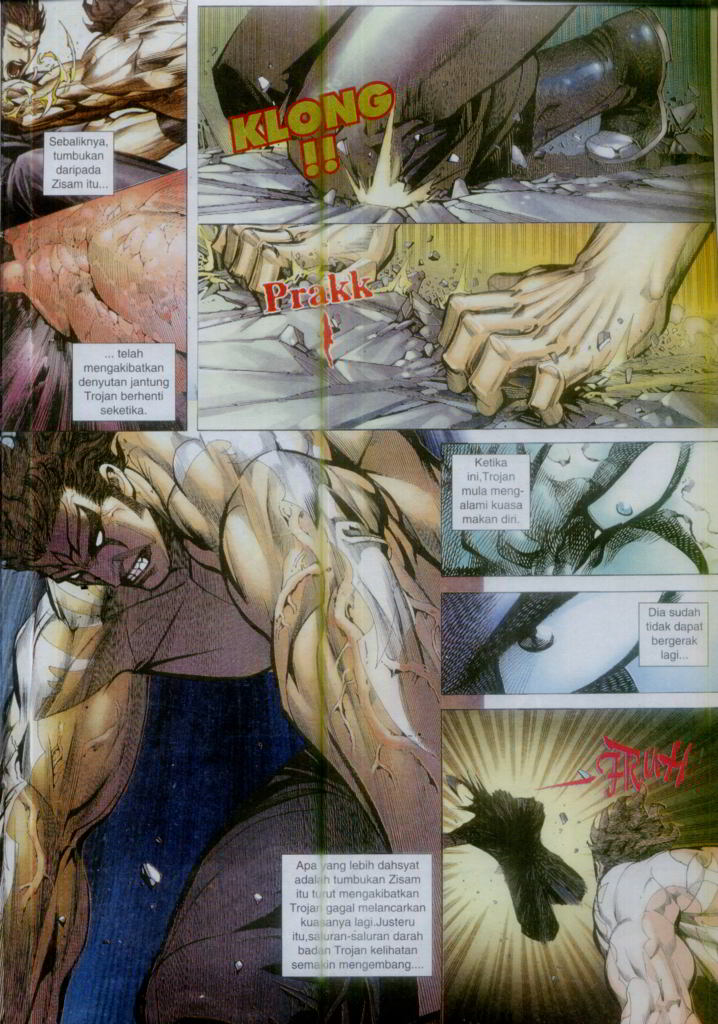 Sebaliknya,
tumbukan
daripada
Zisam itu...
... telah
mengakibatkan
denyutan jantung
Trojan berhenti
seketika.
KLONG
!!
Prakk
!
Ketika
ini,Trojan
mula meng-
alami kuasa
makan diri.
Dia sudah
tidak dapat
bergerak
lagi...
Apa yang lebih dahsyat
adalah tumbukan Zisam
itu turut mengakibatkan
Trojan gagal melancarkan
kuasanya lagi.Justeru
itu,saluran-saluran darah
badan Trojan kelihatan
semakin mengembang....